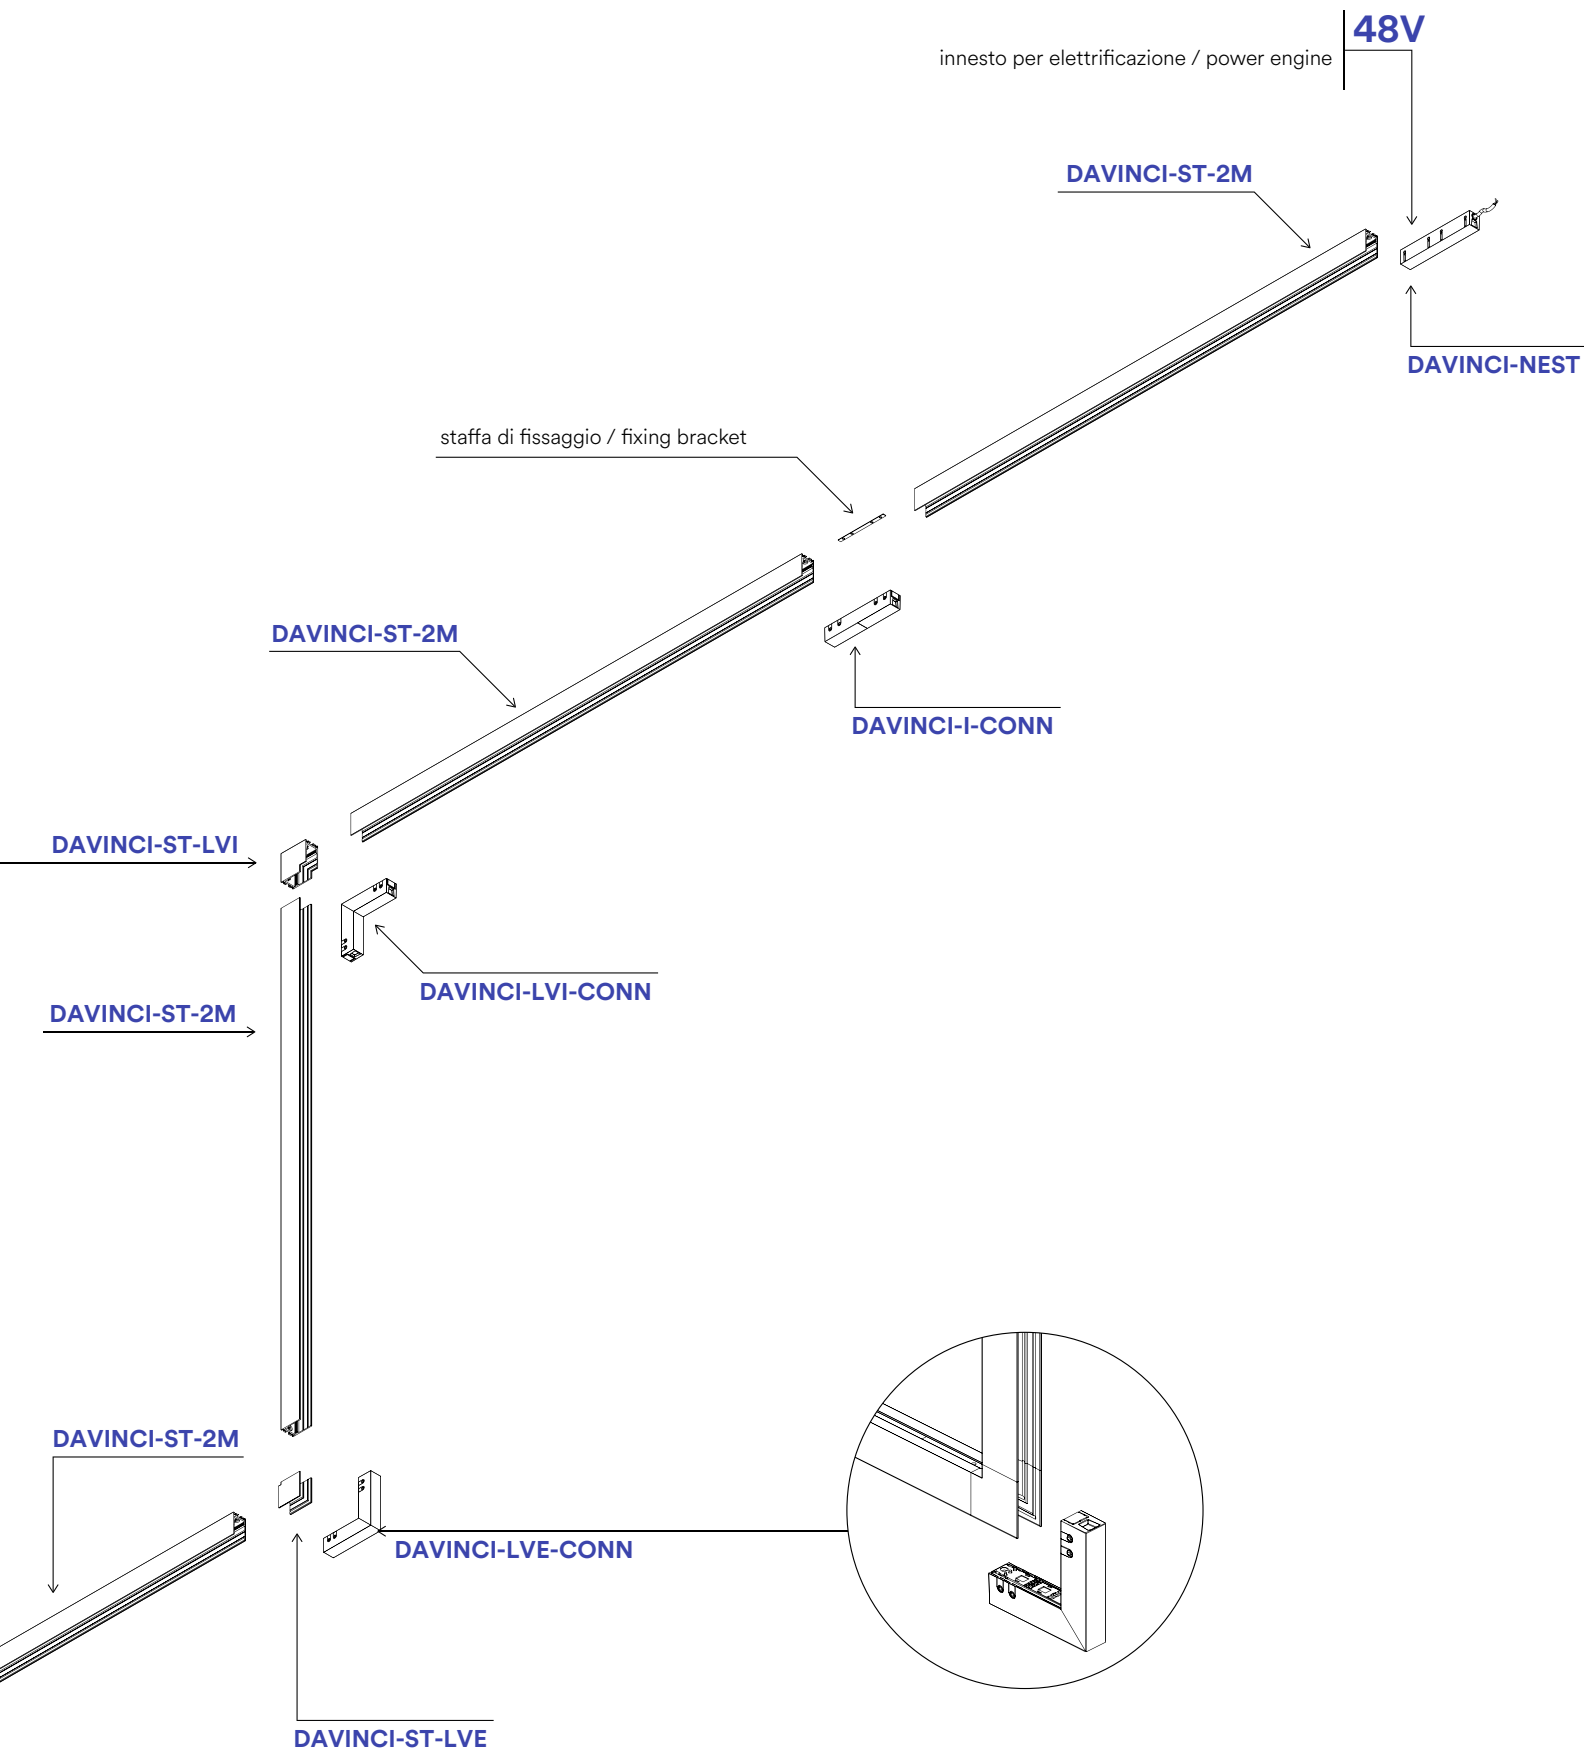 48V
innesto per elettrificazione / power engine
DAVINCI-ST-2M
DAVINCI-NEST
staffa di fissaggio / fixing bracket
DAVINCI-ST-2M
DAVINCI-I-CONN
DAVINCI-ST-LVI
DAVINCI-LVI-CONN
DAVINCI-ST-2M
DAVINCI-ST-2M
DAVINCI-LVE-CONN
DAVINCI-ST-LVE